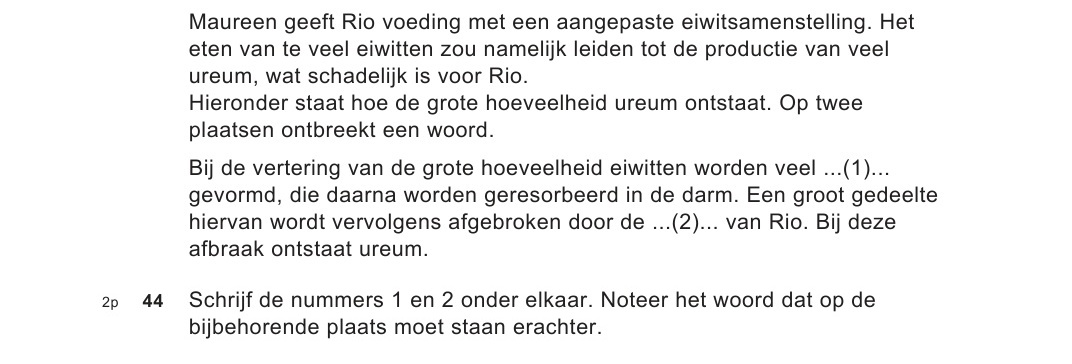 Maureen geeft Rio voeding met een aangepaste eiwitsamenstelling. Het
eten van te veel eiwitten zou namelijk leiden tot de productie van veel
ureum, wat schadelijk is voor Rio.
Hieronder staat hoe de grote hoeveelheid ureum ontstaat. Op twee
plaatsen ontbreekt een woord.
Bij de vertering van de grote hoeveelheid eiwitten worden veel ...(1)...
gevormd, die daarna worden geresorbeerd in de darm. Een groot gedeelte
hiervan wordt vervolgens afgebroken door de ...(2)... van Rio. Bij deze
afbraak ontstaat ureum.
2p 44 Schrijf de nummers 1 en 2 onder elkaar. Noteer het woord dat op de
bijbehorende plaats moet staan erachter.